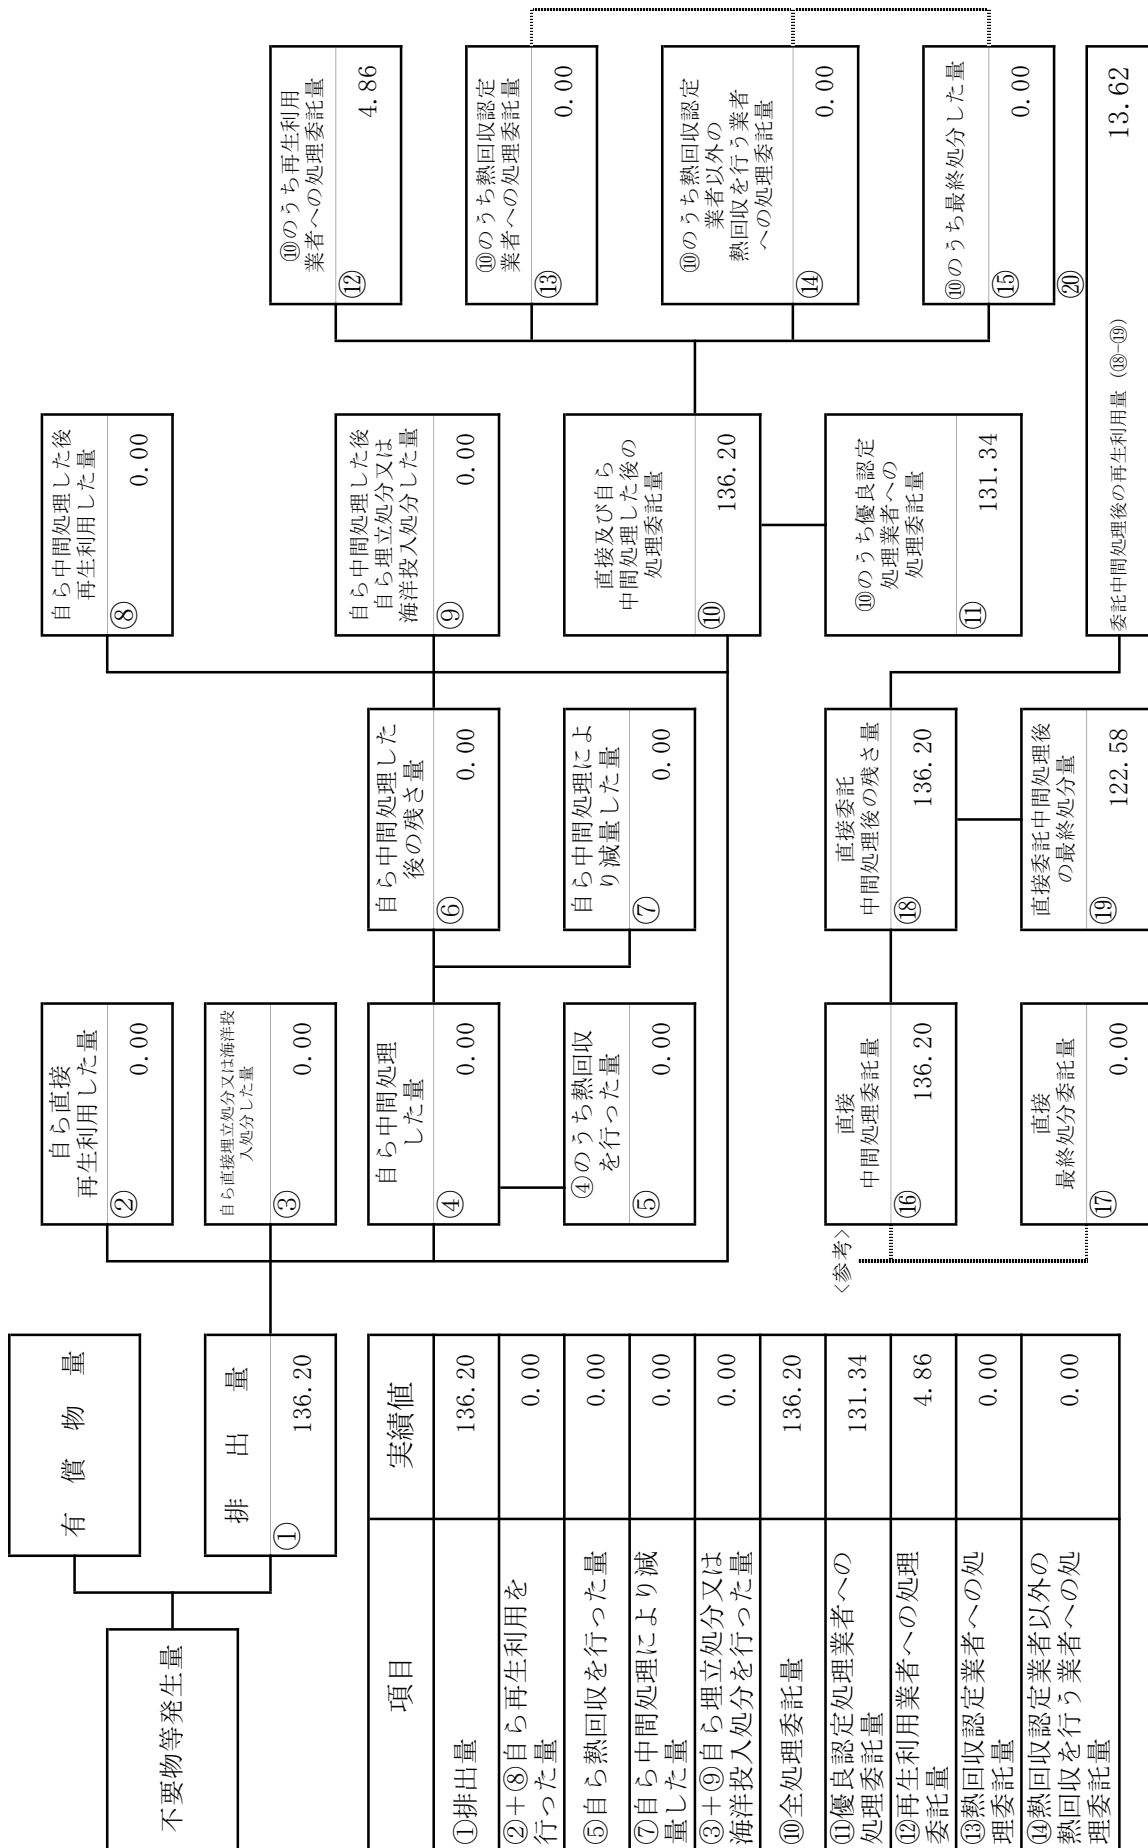 不要物等発生量
有償物量
排出量
①
136.20
自ら直接
再生利用した量
②
0.00
自ら直接埋立処分又は海洋投
入処分した量
③
0.00
自ら中間処理
した量
④
0.00
④のうち熱回収
を行った量
⑤
0.00
自ら中間処理した
後の残さ量
⑥
0.00
自ら中間処理によ
り減量した量
⑦
0.00
自ら中間処理した後
再生利用した量
⑧
0.00
自ら中間処理した後
自ら埋立処分又は
海洋投入処分した量
⑨
0.00
直接及び自ら
中間処理した後の
処理委託量
⑩
136.20
⑩のうち優良認定
処理業者への
処理委託量
⑪
131.34
⑩のうち再生利用
業者への処理委託量
⑫
4.86
⑩のうち熱回収認定
業者への処理委託量
⑬
0.00
⑩のうち熱回収認定
業者以外の
熱回収を行う業者
への処理委託量
⑭
0.00
⑩のうち最終処分した量
⑮
0.00
<参考>
直接
中間処理委託量
⑯
136.20
直接
最終処分委託量
⑰
0.00
直接委託
中間処理後の残さ量
⑱
136.20
直接委託中間処理後
の最終処分量
⑲
122.58
⑳
委託中間処理後の再生利用量 (⑱-⑲)
13.62
項目 実績値
①排出量 136.20
②+⑧自ら再生利用を
行った量 0.00
⑤自ら熱回収を行った量 0.00
⑦自ら中間処理により減
量した量 0.00
③+⑨自ら埋立処分又は
海洋投入処分を行った量 0.00
⑩全処理委託量 136.20
⑪優良認定処理業者への
処理委託量 131.34
⑫再生利用業者への処理
委託量 4.86
⑬熱回収認定業者への処
理委託量 0.00
⑭熱回収認定業者以外の
熱回収を行う業者への処
理委託量 0.00